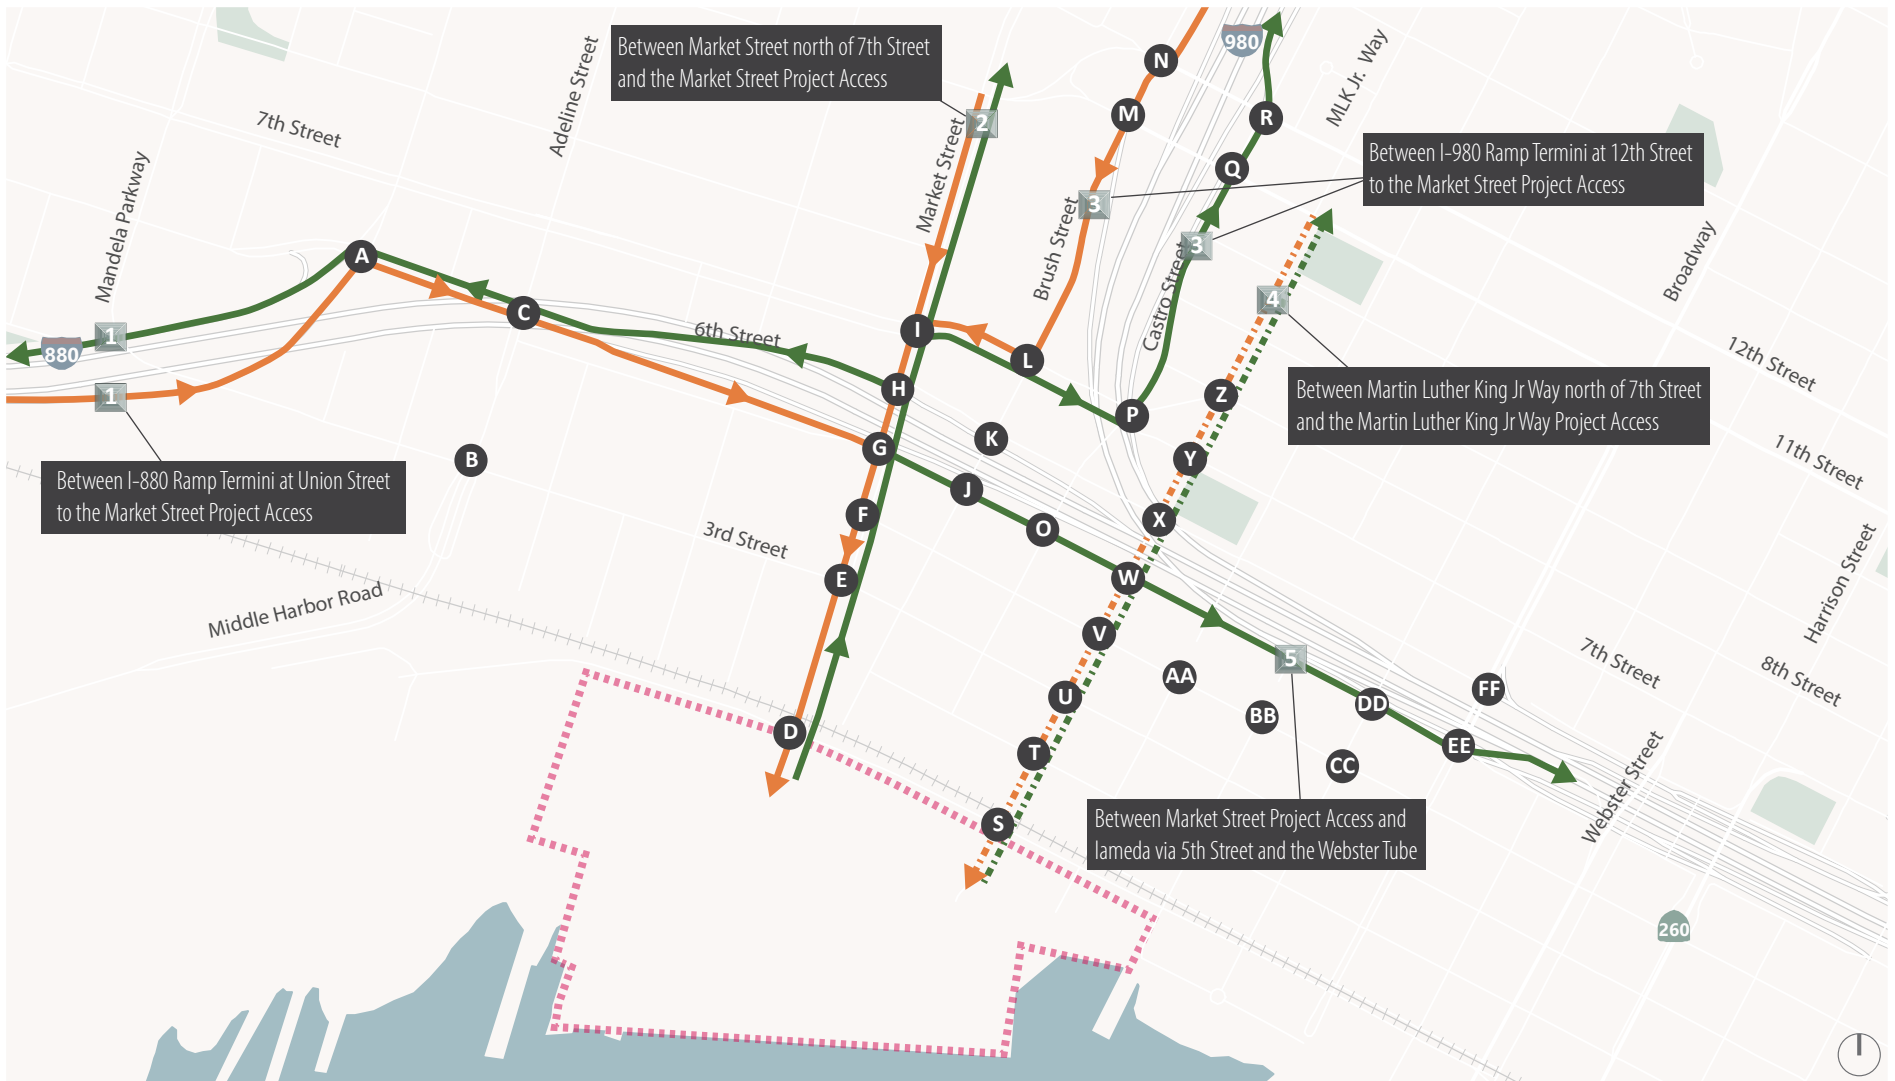 Between Market Street north of 7th Street
and the Market Street Project Access
980
N
MLK Jr. Way
Adeline Street
7th Street
M
R
2
Market Street
Between I-980 Ramp Termini at 12th Street
to the Market Street Project Access
Q
Mandela Parkway
3
Brush Street
3
Castro Street
Broadway
A
C
4
1
880
6th Street
I
L
12th Street
1
H
P
Z
Between Martin Luther King Jr Way north of 7th Street
and the Martin Luther King Jr Way Project Access
G
K
Y
B
11th Street
Between I-880 Ramp Termini at Union Street
to the Market Street Project Access
J
F
O
X
3rd Street
Harrison Street
E
W
Middle Harbor Road
V
5
7th Street
8th Street
AA
U
FF
DD
BB
D
T
EE
CC
Webster Street
S
Between Market Street Project Access and
lameda via 5th Street and the Webster Tube
260